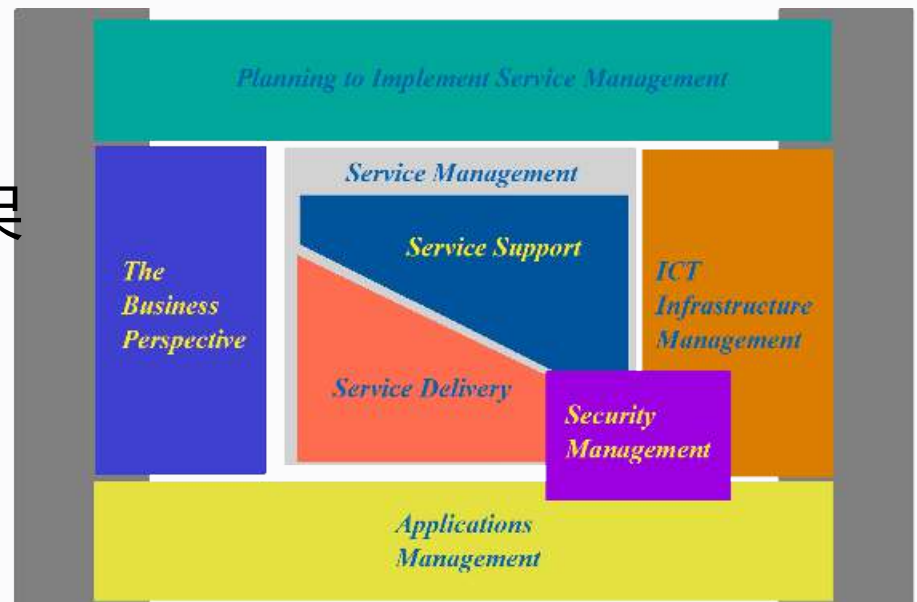 Planning to Implement Service Management
Service Management
Service Support
The
Business
Perspective
ICT
Infrastructure
Management
Service Delivery
Security
Management
Applications
Management